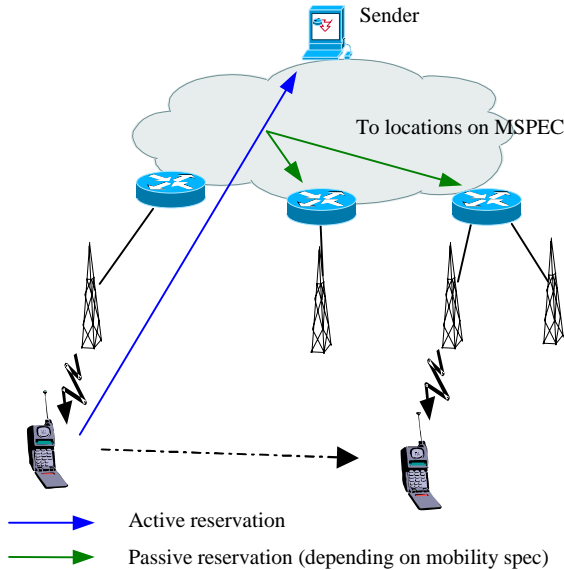 Sender
To locations on MSPEC
Active reservation
Passive reservation (depending on mobility spec)